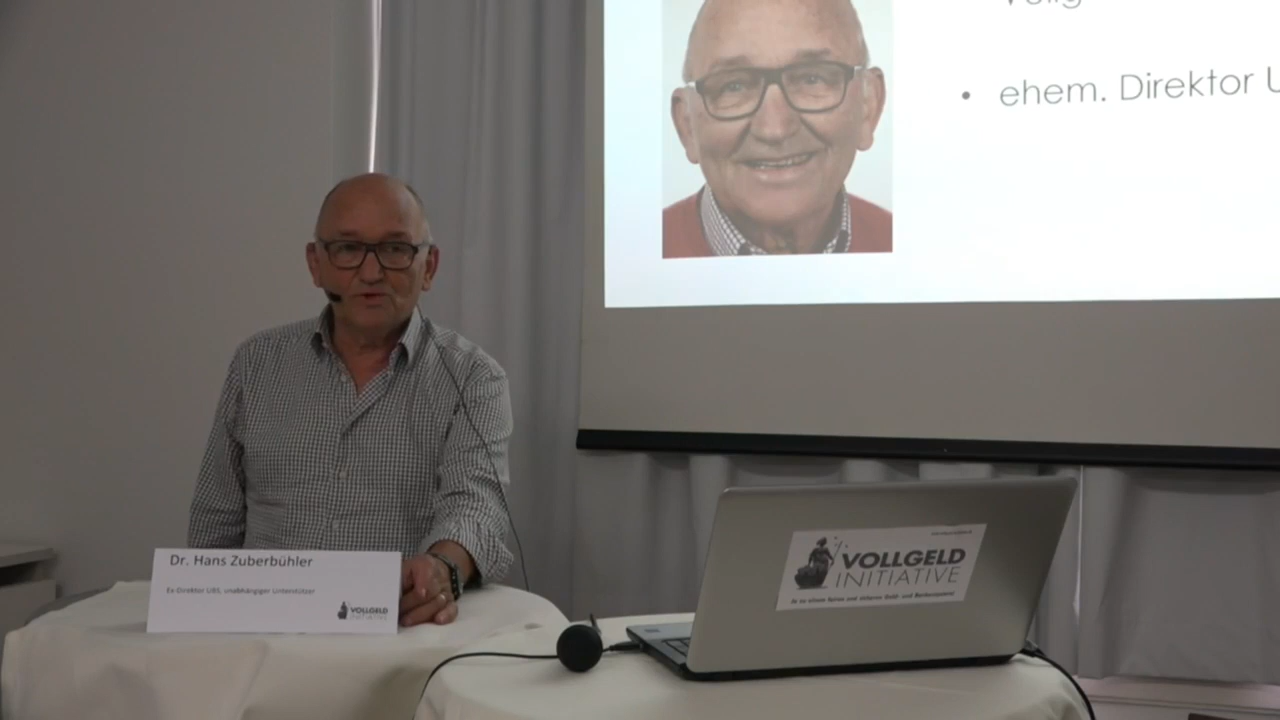 • ehem. Direktor U
Dr. Hans Zuberbühler
Ex-Direktor UBS, unabhängiger Unterstützer
VOLLGELD
INITIATIVE
VOLLGELD
INITIATIVE